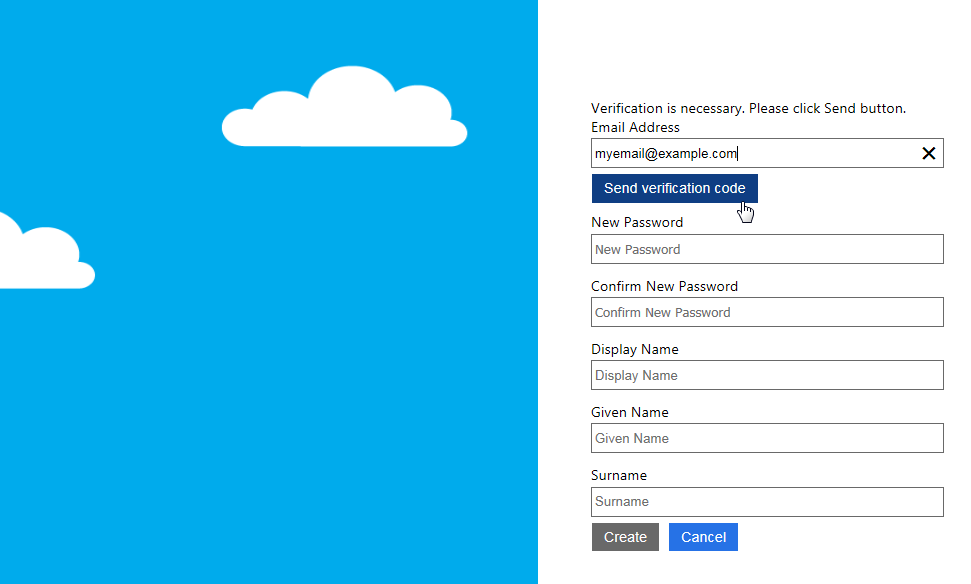 Verification is necessary. Please click Send button.
Email Address
myemail@example.com
Send verification code
New Password
New Password
Confirm New Password
Confirm New Password
Display Name
Display Name
Given Name
Given Name
Surname
Surname
Create Cancel